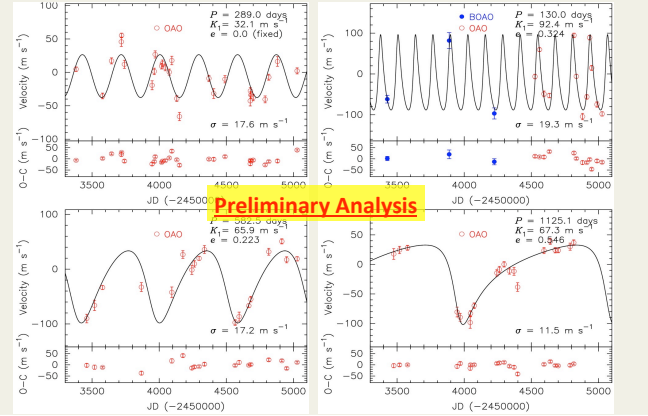 P = 289.0 days
K1 = 32.1 m s−1
e = 0.0 (fixed)
OAO
100
50
0
−50
−100
Velocity (m s−1)
σ = 17.6 m s−1
50
0
−50
O−C (m s−1)
3500 4000 4500 5000
JD (−2450000)
BOAO
OAO
P = 130.0 days
K1 = 92.4 m s−1
e = 0.324
100
0
−100
Velocity (m s−1)
σ = 19.3 m s−1
50
0
−50
O−C (m s−1)
3500 4000 4500 5000
JD (−2450000)
Preliminary Analysis
P = 582.5 days
K1 = 65.9 m s−1
e = 0.223
OAO
100
0
−100
Velocity (m s−1)
σ = 17.2 m s−1
50
0
−50
O−C (m s−1)
3500 4000 4500 5000
JD (−2450000)
P = 1125.1 days
K1 = 67.3 m s−1
e = 0.546
OAO
50
0
−50
−100
Velocity (m s−1)
σ = 11.5 m s−1
50
0
−50
O−C (m s−1)
3500 4000 4500 5000
JD (−2450000)